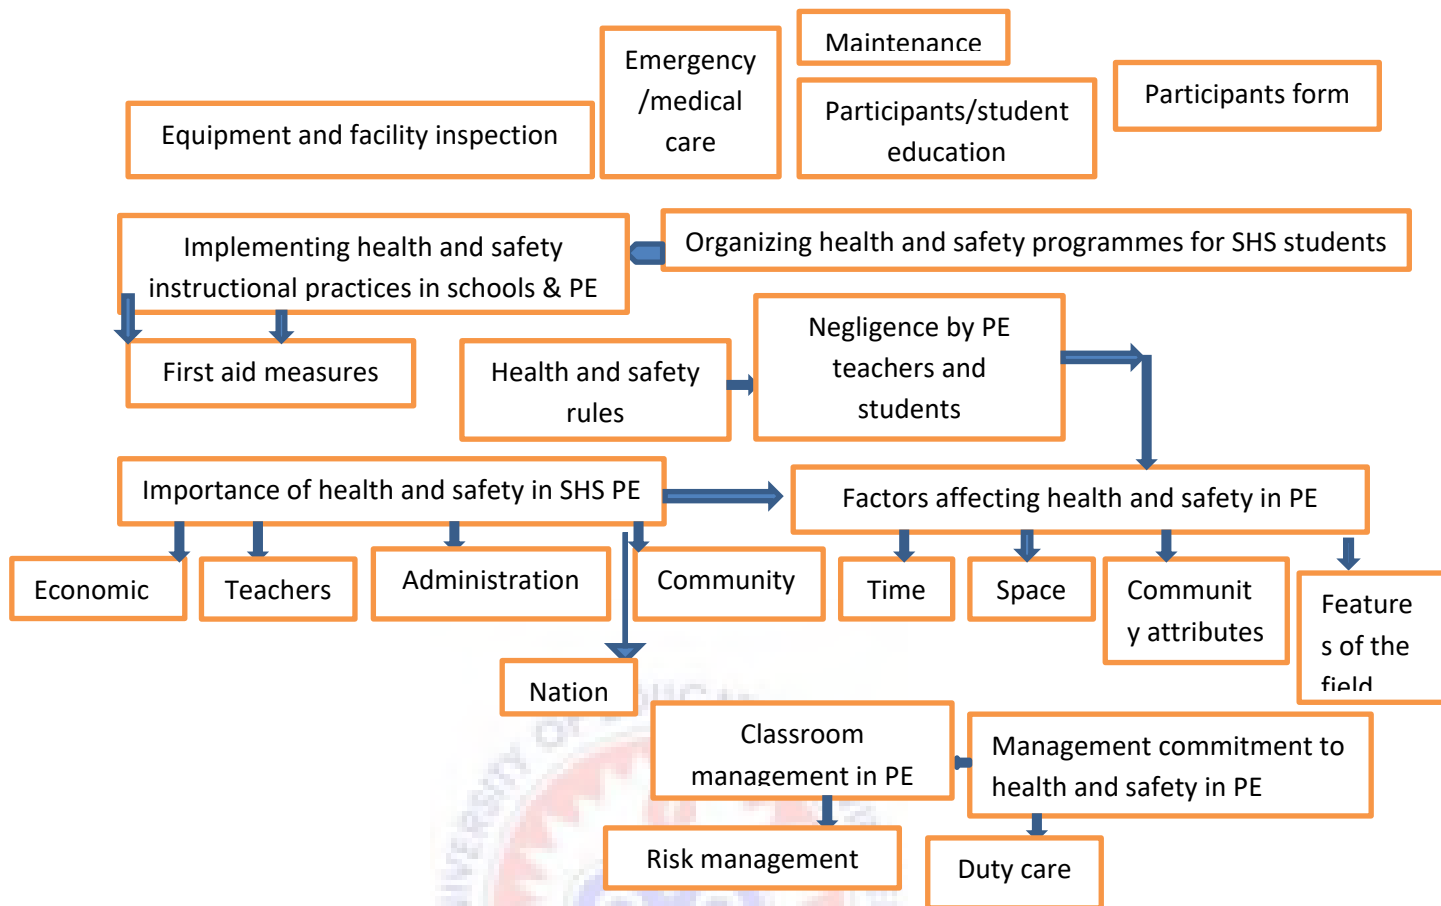 Maintenance
Emergency
/medical
care
Participants form
Participants/student
education
Equipment and facility inspection
Implementing health and safety
instructional practices in schools & PE
Organizing health and safety programmes for SHS students
First aid measures
Health and safety
rules
Negligence by PE
teachers and
students
Importance of health and safety in SHS PE
Factors affecting health and safety in PE
Economic
Teachers
Administration
Community
Time
Space
Communit
y attributes
Feature
s of the
field
Nation
Classroom
management in PE
Management commitment to
health and safety in PE
Risk management
Duty care